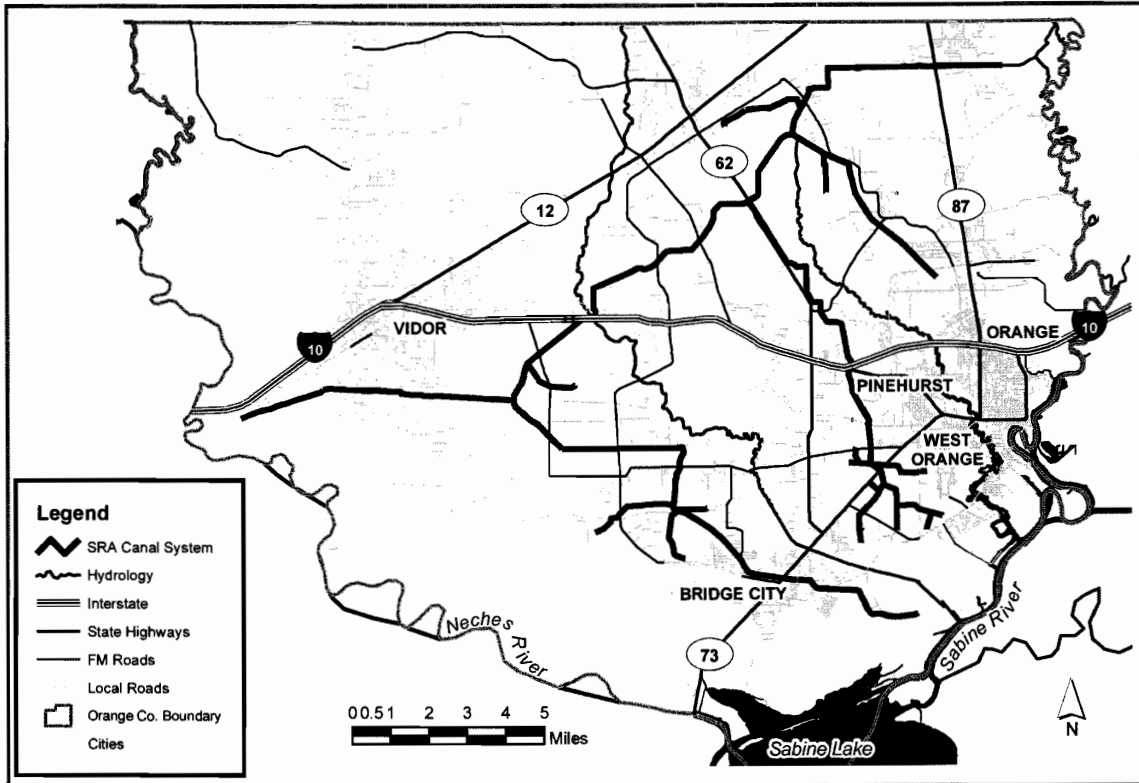 62
12
87
VIDOR
10
ORANGE
10
PINEHURST
WEST
ORANGE
BRIDGE CITY
73
Neches
River
Sabine River
Sabine Lake
Legend
SRA Canal System
Hydrology
Interstate
State Highways
FM Roads
Local Roads
Orange Co. Boundary
Cities
0 0.5 1 2 3 4 5
Miles
N